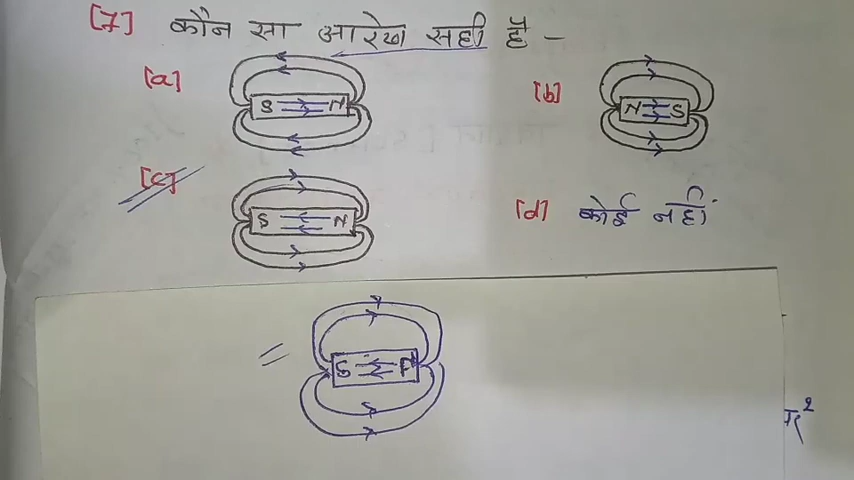 [7] कौन सा आरेख सही है -
[a] S N
[b] N S
[c] S N
[d] कोई नहीं
= S